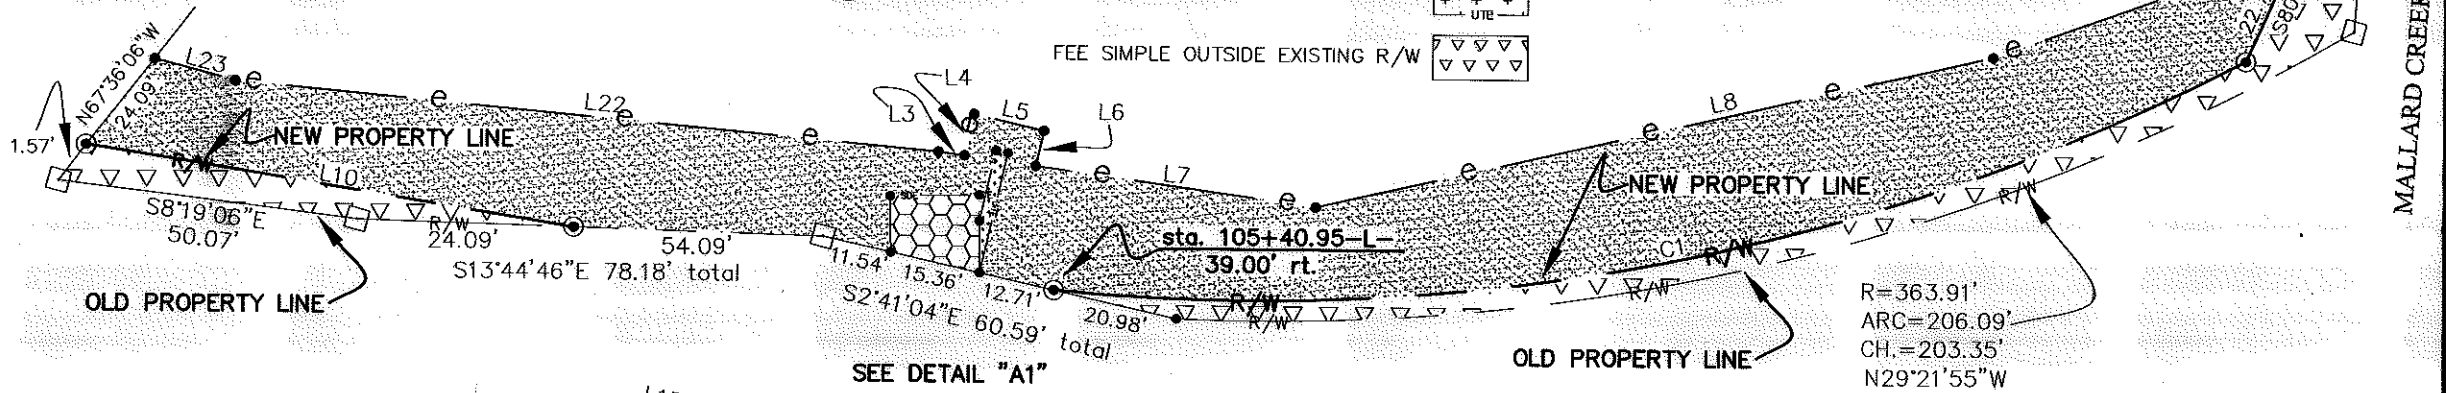 UTE
FEE SIMPLE OUTSIDE EXISTING R/W
N67°36'06"W
24.09'
1.57'
L23
e
NEW PROPERTY LINE
R/W
L10
e
L22
e
e
L3
L4
L5
L6
e
L7
e
e
e
L8
e
e
22
S80
MALLARD CREEK
NEW PROPERTY LINE
S8°19'06"E
50.07'
R/W
24.09'
54.09'
S13°44'46"E 78.18' total
OLD PROPERTY LINE
11.54'
15.36'
12.71'
20.98'
S2°41'04"E 60.59' total
sta. 105+40.95-L-
39.00' rt.
R/W
R/W
C1
R/W
R/W
R/W
SEE DETAIL "A1"
OLD PROPERTY LINE
R=363.91'
ARC=206.09'
CH.=203.35'
N29°21'55"W